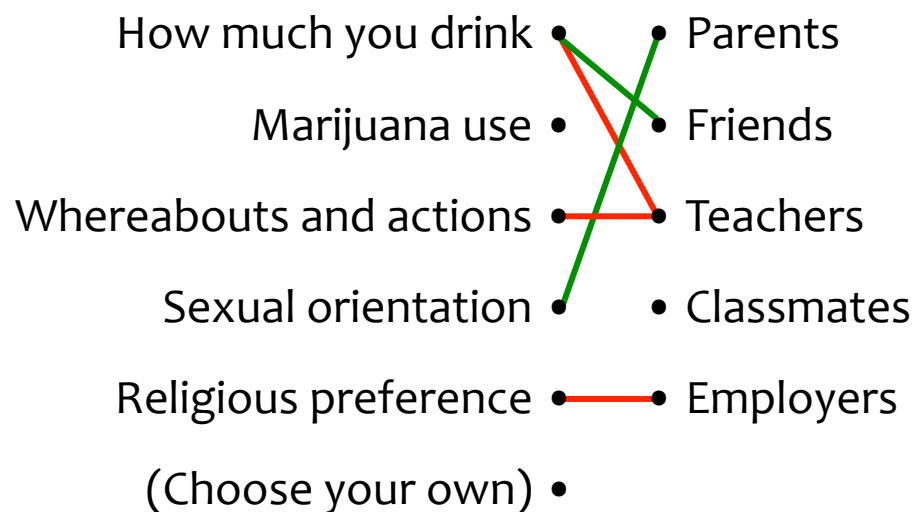 How much you drink • • Parents
Marijuana use • • Friends
Whereabouts and actions • • Teachers
Sexual orientation • • Classmates
Religious preference • • Employers
(Choose your own) •